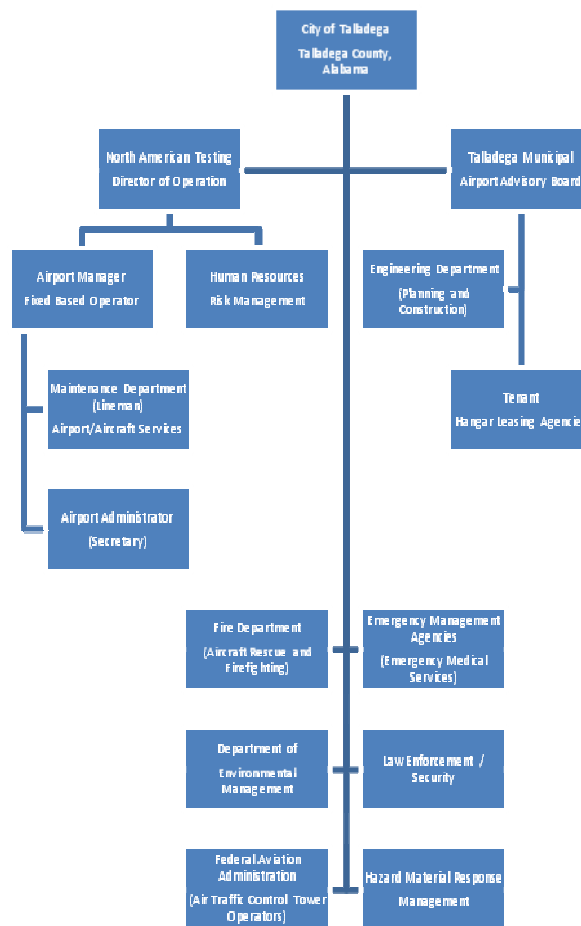 City of Talladega
Talladega County,
Alabama
North American Testing
Director of Operation
Talladega Municipal
Airport Advisory Board
Airport Manager
Fixed Based Operator
Human Resources
Risk Management
Engineering Department
(Planning and
Construction)
Maintenance Department
(Lineman)
Airport/Aircraft Services
Tenant
Hangar Leasing Agencie
Airport Administrator
(Secretary)
Fire Department
(Aircraft Rescue and
Firefighting)
Emergency Management
Agencies
(Emergency Medical
Services)
Department of
Environmental
Management
Law Enforcement /
Security
Federal Aviation
Administration
(Air Traffic Control Tower
Operators)
Hazard Material Response
Management